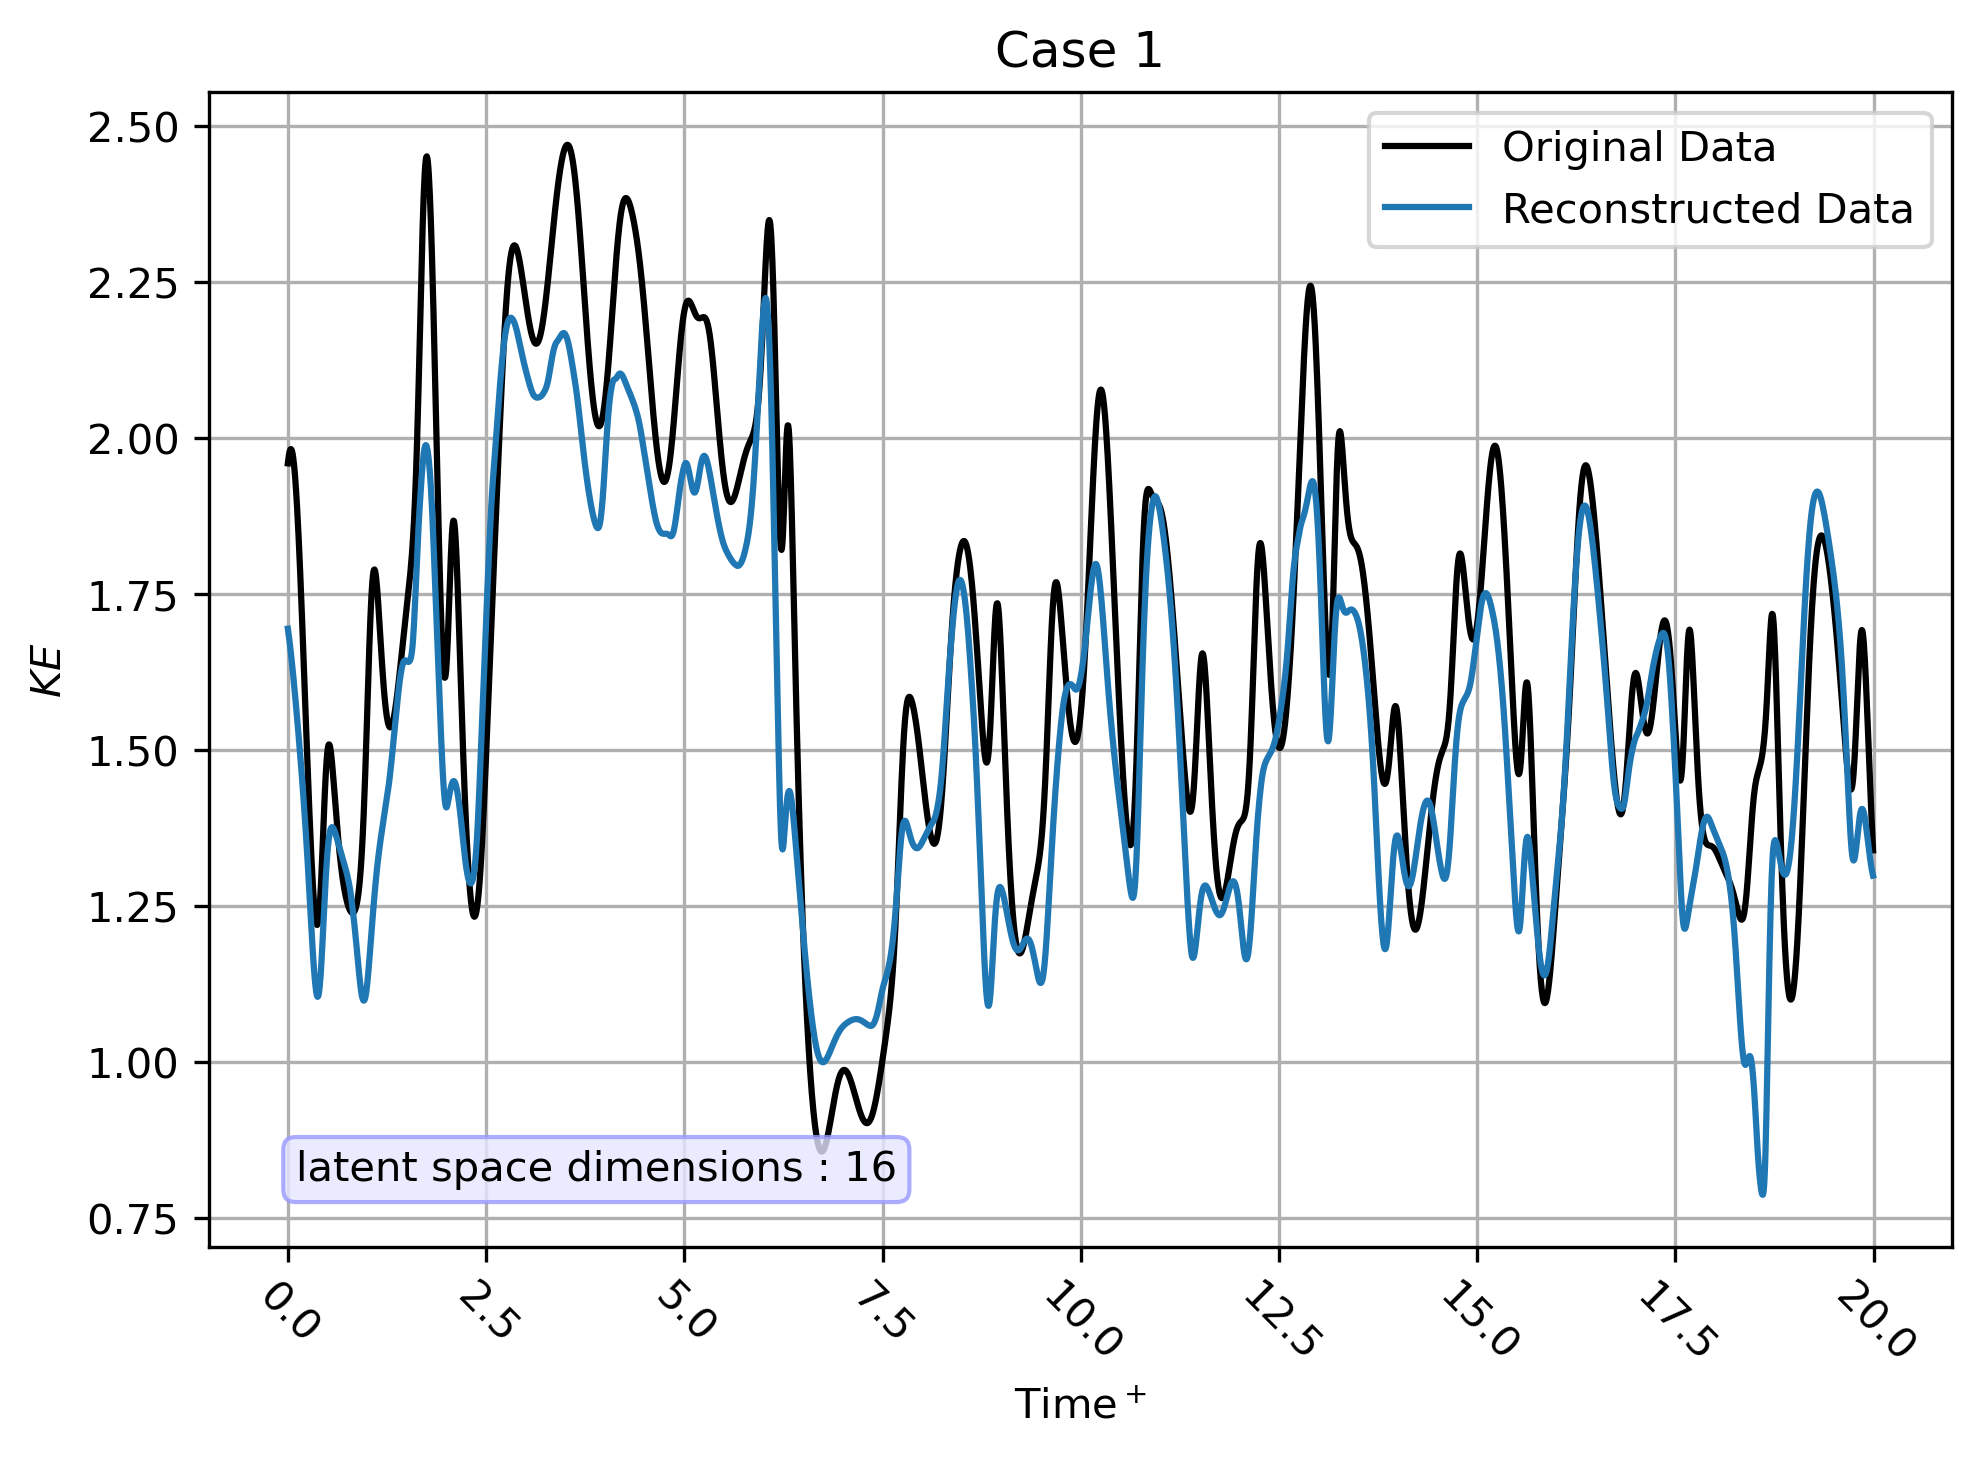 Case 1
2.50
2.25
2.00
1.75
1.50
1.25
1.00
0.75
KE
Original Data
Reconstructed Data
latent space dimensions : 16
0.0 2.5 5.0 7.5 10.0 12.5 15.0 17.5 20.0
Time⁺